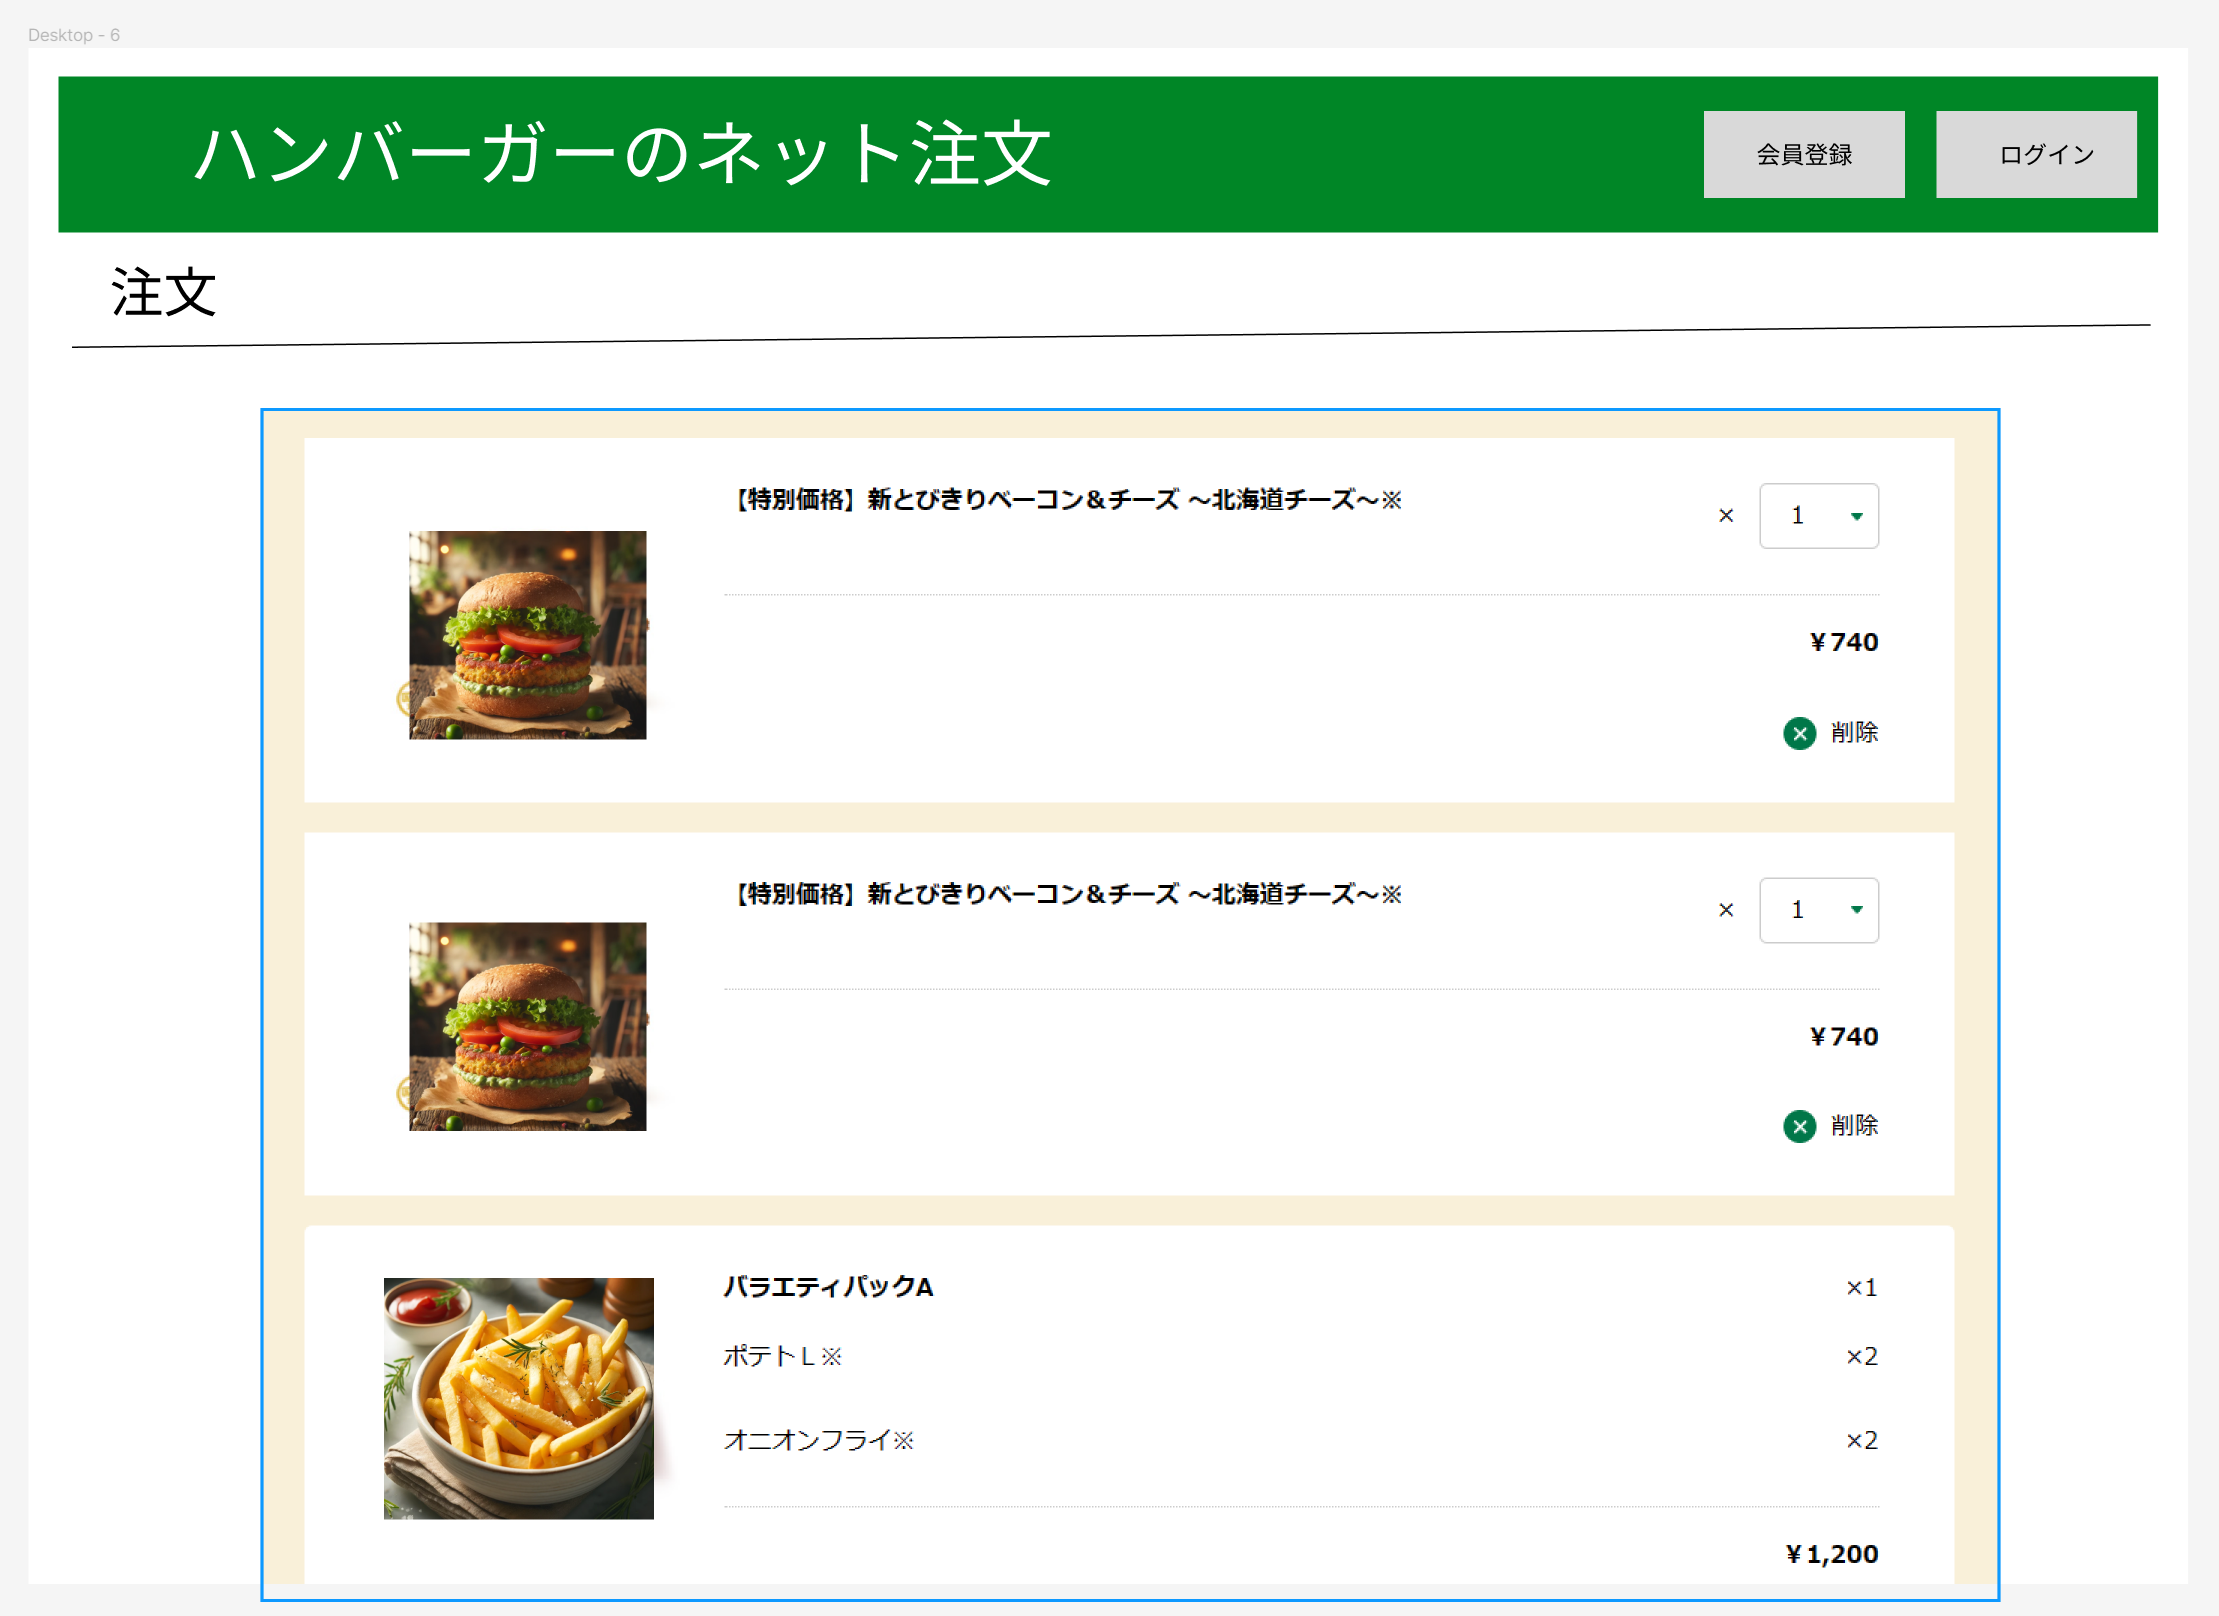 Desktop - 6
ハンバーガーのネット注文
会員登録
ログイン
注文
【特別価格】新とびきりベーコン＆チーズ ～北海道チーズ～※
× 1
¥740
削除
【特別価格】新とびきりベーコン＆チーズ ～北海道チーズ～※
× 1
¥740
削除
バラエティパックA ×1
ポテトL※ ×2
オニオンフライ※ ×2
¥1,200